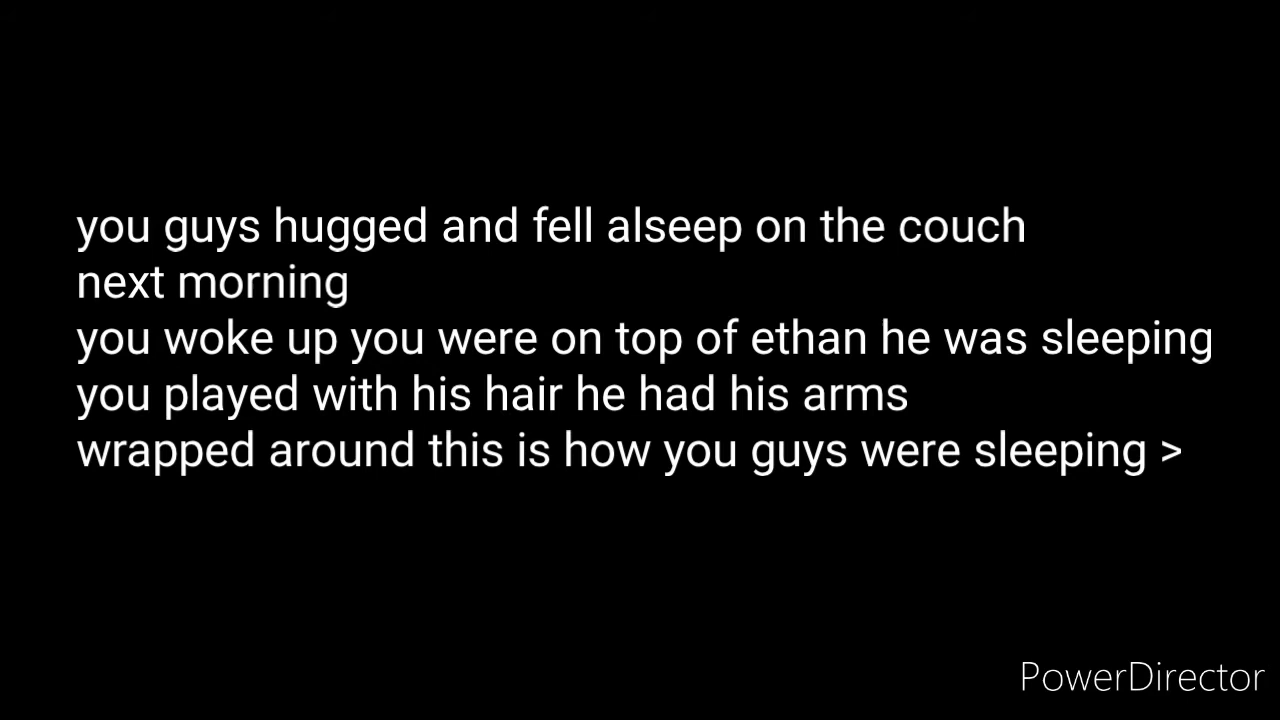 you guys hugged and fell alseep on the couch
next morning
you woke up you were on top of ethan he was sleeping
you played with his hair he had his arms
wrapped around this is how you guys were sleeping >
PowerDirector